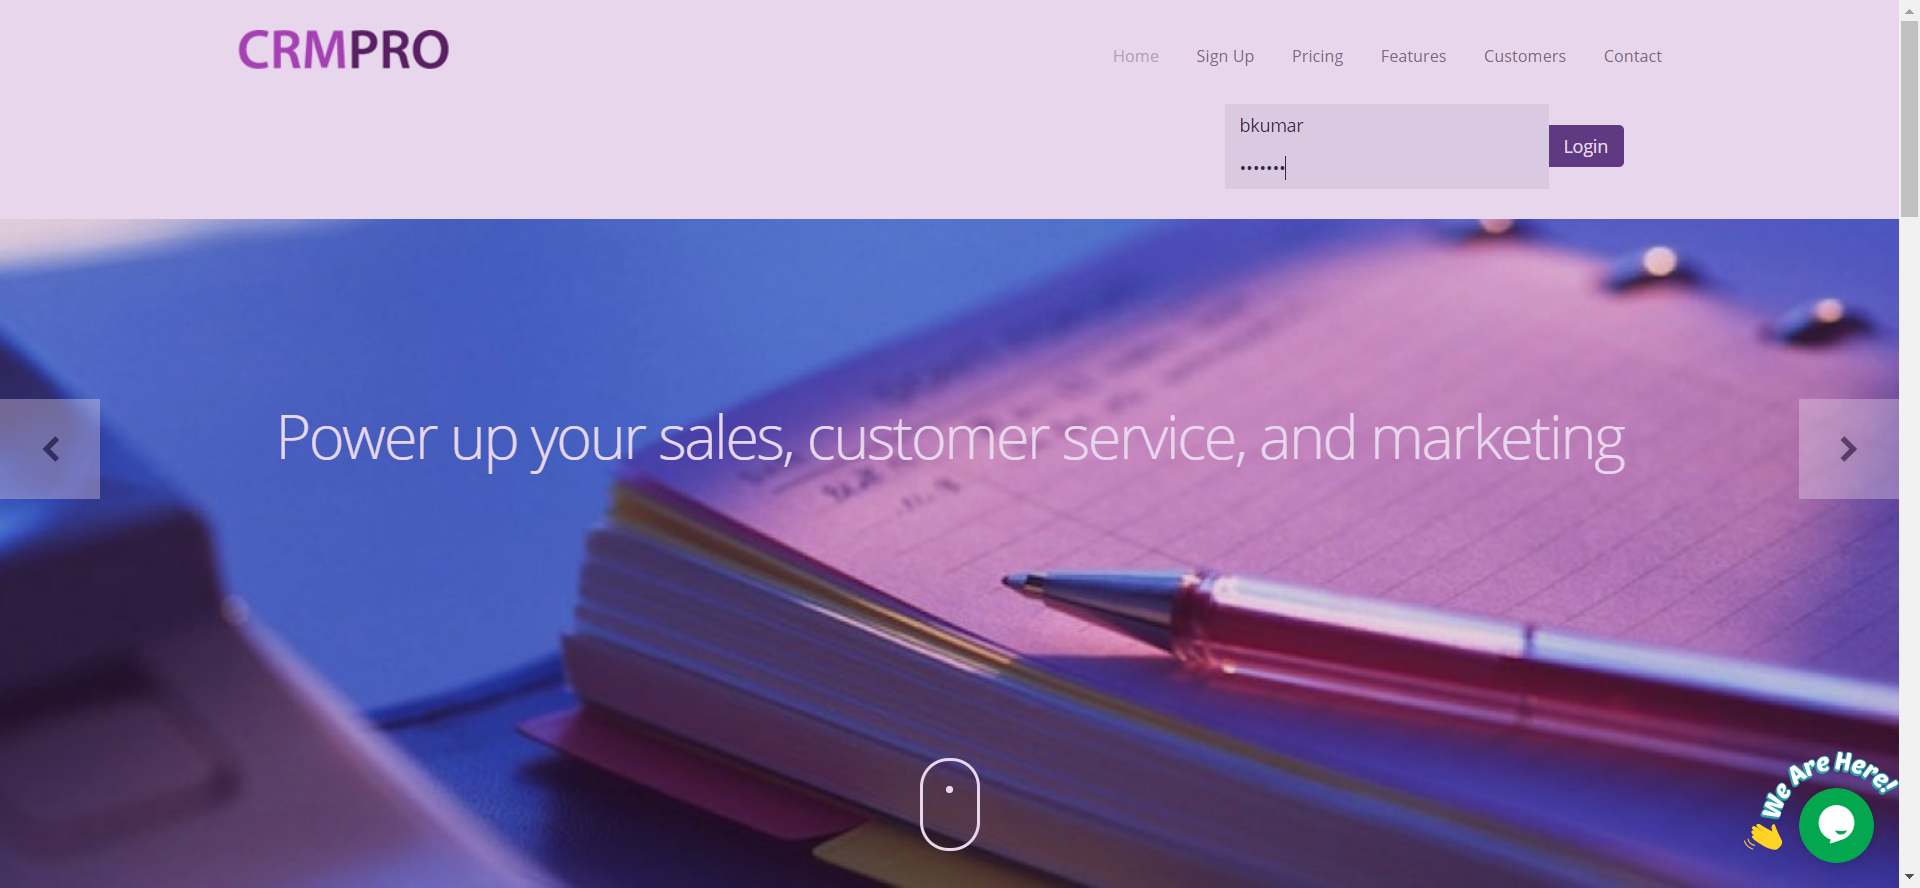 CRMPRO
Home Sign Up Pricing Features Customers Contact
bkumar
•••••••
Login
Power up your sales, customer service, and marketing
We Are Here!